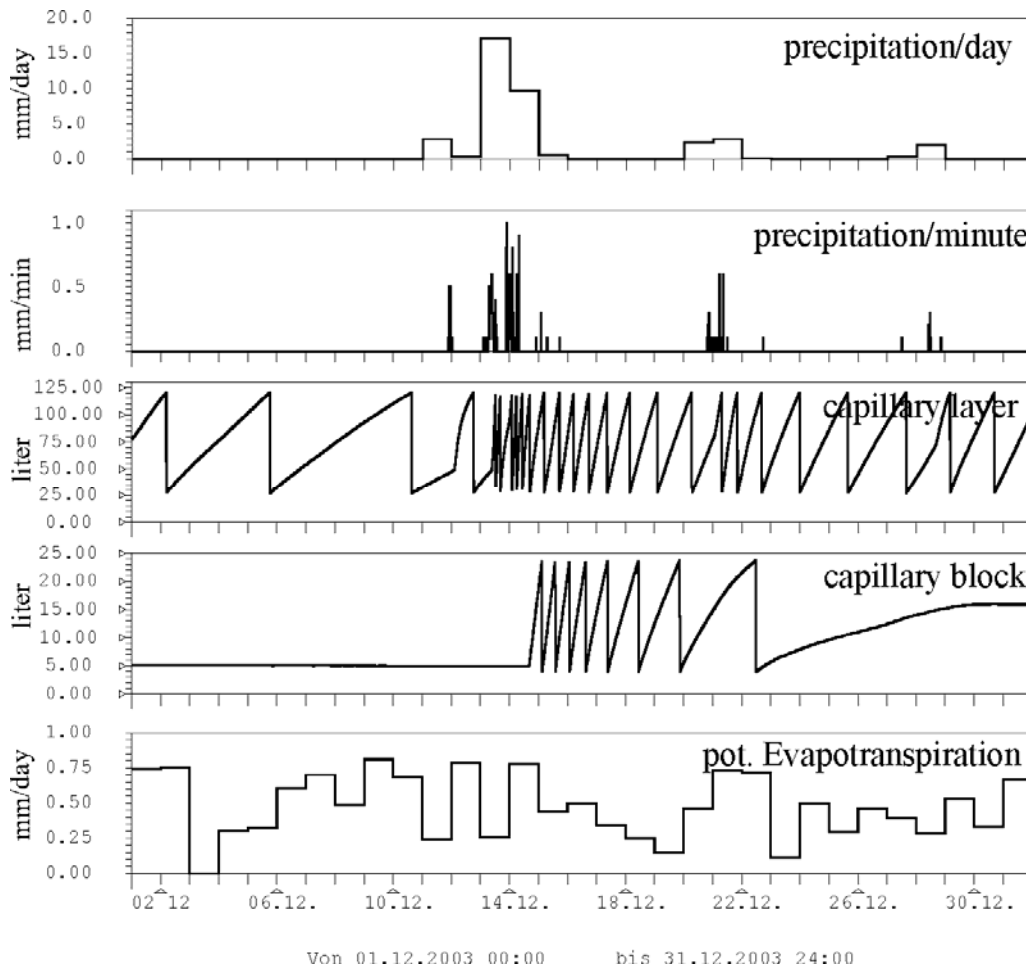 20.0
precipitation/day
15.0
10.0
5.0
0.0
mm/day
1.0
precipitation/minute
0.5
0.0
mm/min
125.00
capillary layer
100.00
75.00
50.00
25.00
0.00
liter
25.00
capillary block
20.00
15.00
10.00
5.00
0.00
liter
1.00
pot. Evapotranspiration
0.75
0.50
0.25
0.00
mm/day
02 12 06.12. 10.12. 14.12. 18.12. 22.12. 26.12. 30.12.
Von 01.12.2003 00:00 bis 31.12.2003 24:00